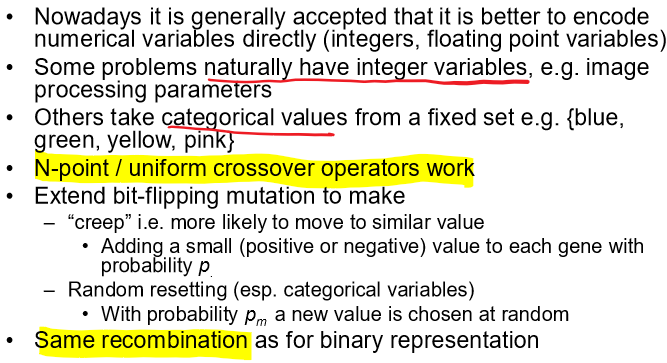 • Nowadays it is generally accepted that it is better to encode
numerical variables directly (integers, floating point variables)
• Some problems naturally have integer variables, e.g. image
processing parameters
• Others take categorical values from a fixed set e.g. {blue,
green, yellow, pink}
• N-point / uniform crossover operators work
• Extend bit-flipping mutation to make
– “creep” i.e. more likely to move to similar value
• Adding a small (positive or negative) value to each gene with
probability p
– Random resetting (esp. categorical variables)
• With probability pm a new value is chosen at random
• Same recombination as for binary representation